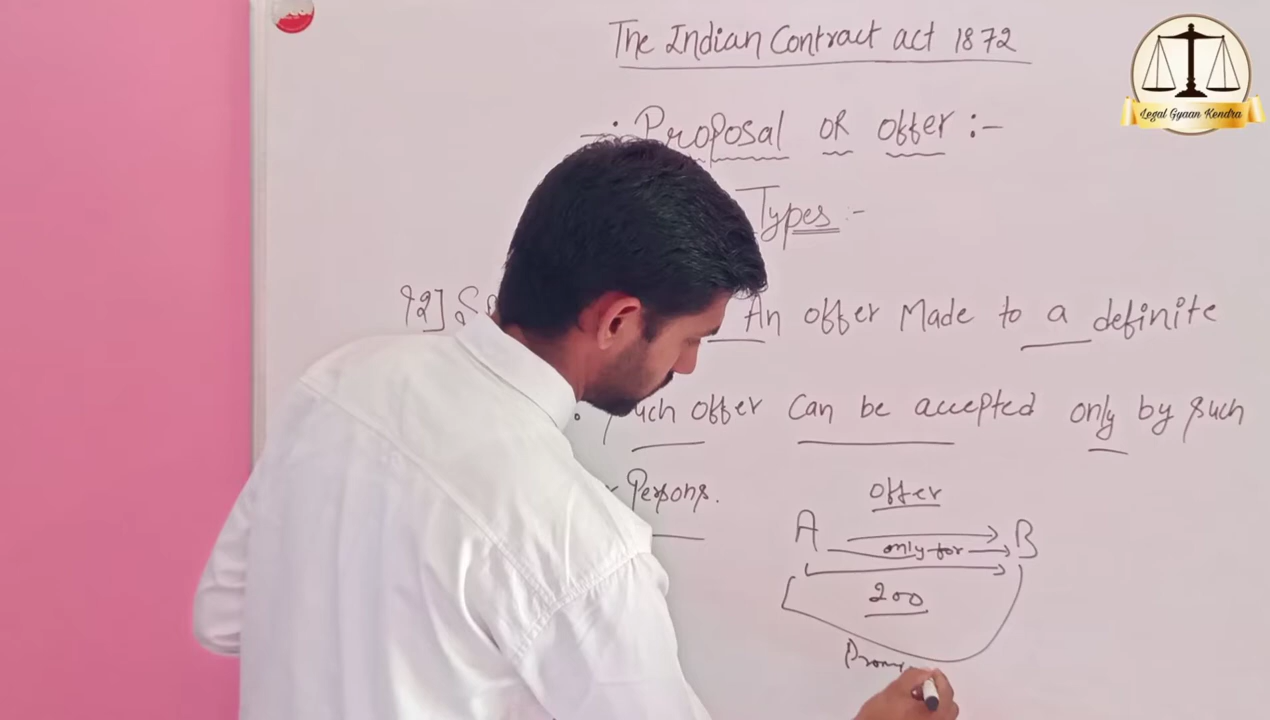 The Indian Contract act 1872
Legal Gyaan Kendra
Proposal OR offer :-
Types :-
An offer Made to a definite
Such offer Can be accepted only by such
Persons.
offer
A B
only for
200